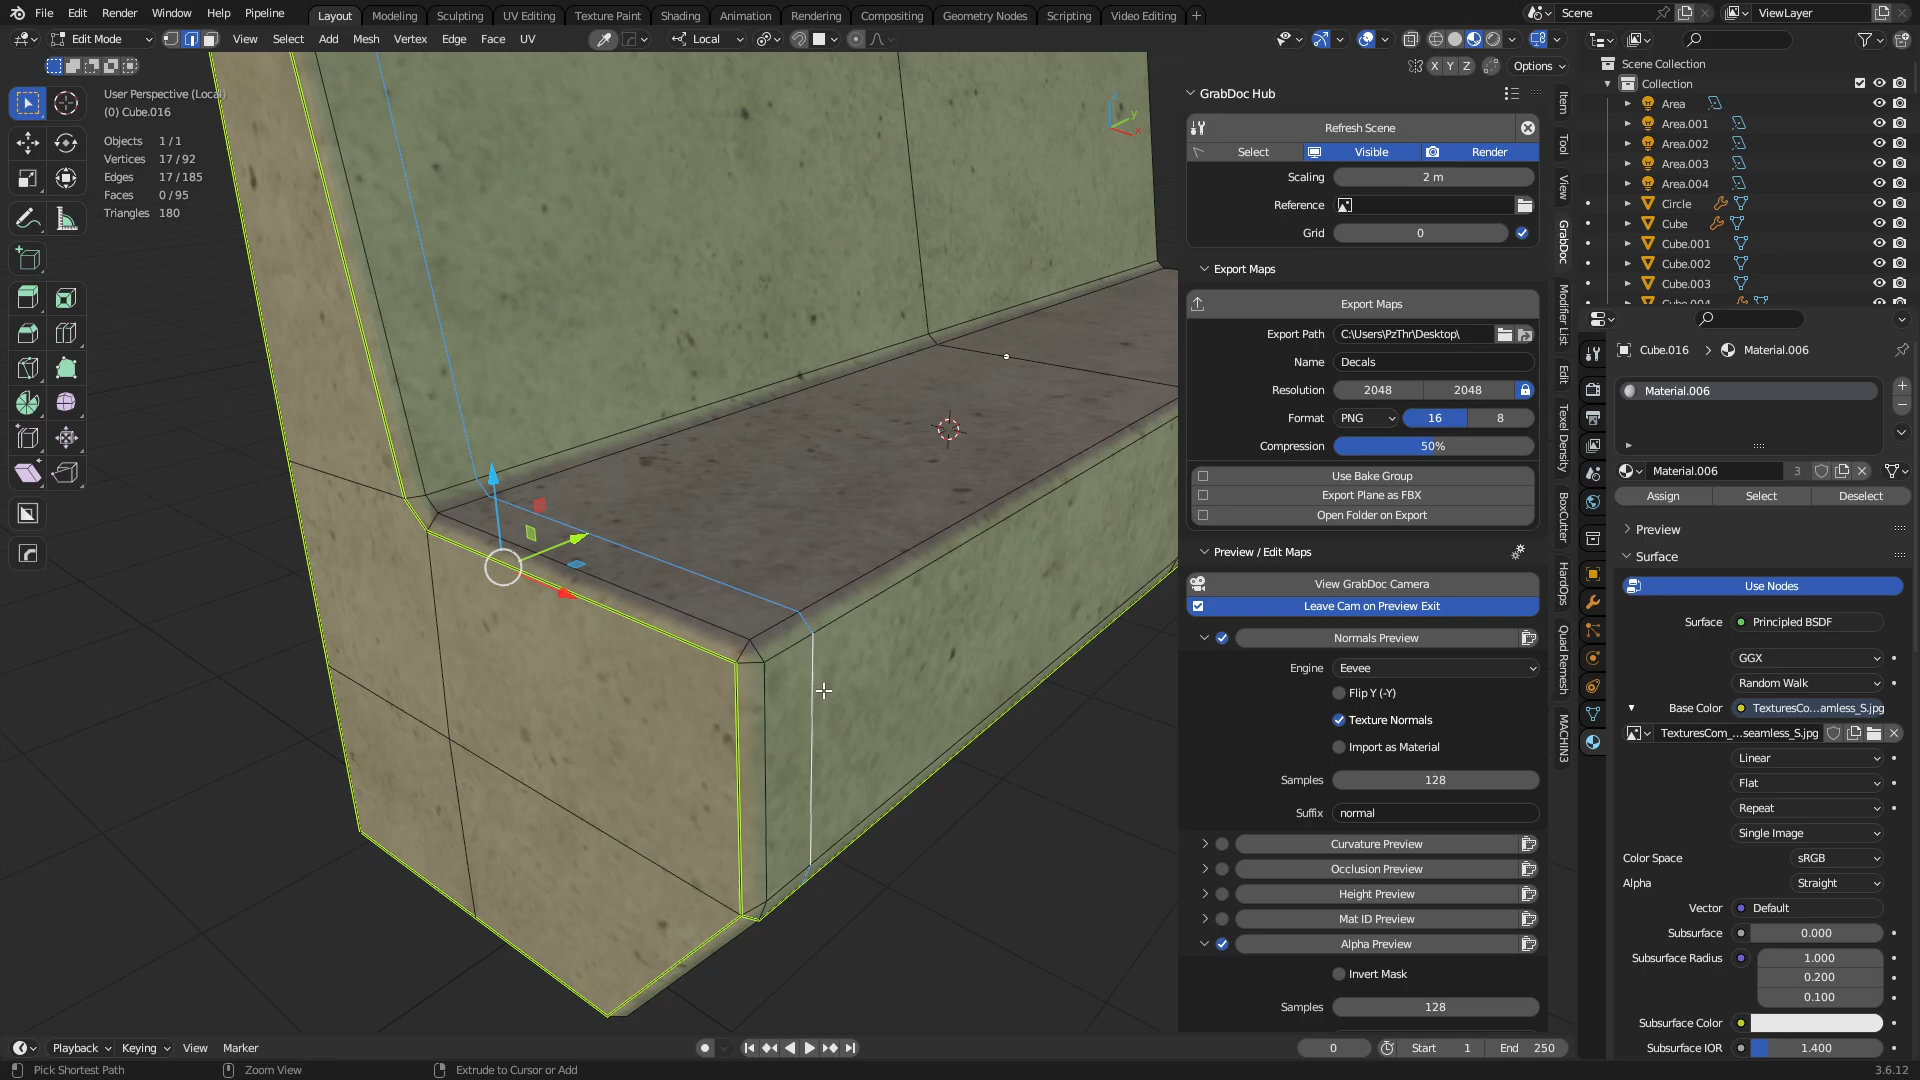 File Edit Render Window Help Pipeline Layout Modeling Sculpting UV Editing Texture Paint Shading Animation Rendering Compositing Geometry Nodes Scripting Video Editing + Scene ViewLayer
Edit Mode View Select Add Mesh Vertex Edge Face UV Local
X Y Z Options
User Perspective (Local)
(0) Cube.016
Objects 1/1
Vertices 17/92
Edges 17/185
Faces 0/95
Triangles 180
GrabDoc Hub
Refresh Scene
Select Visible Render
Scaling 2 m
Reference
Grid 0
Export Maps
Export Maps
Export Path C:\Users\PzThr\Desktop\
Name Decals
Resolution 2048 2048
Format PNG 16 8
Compression 50%
Use Bake Group
Export Plane as FBX
Open Folder on Export
Preview / Edit Maps
View GrabDoc Camera
Leave Cam on Preview Exit
Normals Preview
Engine Eevee
Flip Y (-Y)
Texture Normals
Import as Material
Samples 128
Suffix normal
Curvature Preview
Occlusion Preview
Height Preview
Mat ID Preview
Alpha Preview
Invert Mask
Samples 128
Item
Tool
View
GrabDoc
Modifier List
Edit
Texel Density
BoxCutter
HardOps
Quad Remesh
MACHIN3
Scene Collection
Collection
Area
Area.001
Area.002
Area.003
Area.004
Circle
Cube
Cube.001
Cube.002
Cube.003
Cube.004
Cube.016 > Material.006
Material.006
Material.006 3
Assign Select Deselect
Preview
Surface
Use Nodes
Surface Principled BSDF
GGX
Random Walk
Base Color TexturesCo...amless_S.jpg
TexturesCom_...seamless_S.jpg
Linear
Flat
Repeat
Single Image
Color Space sRGB
Alpha Straight
Vector Default
Subsurface 0.000
Subsurface Radius 1.000
0.200
0.100
Subsurface Color
Subsurface IOR 1.400
Playback Keying View Marker 0 Start 1 End 250
Pick Shortest Path Zoom View Extrude to Cursor or Add 3.6.12